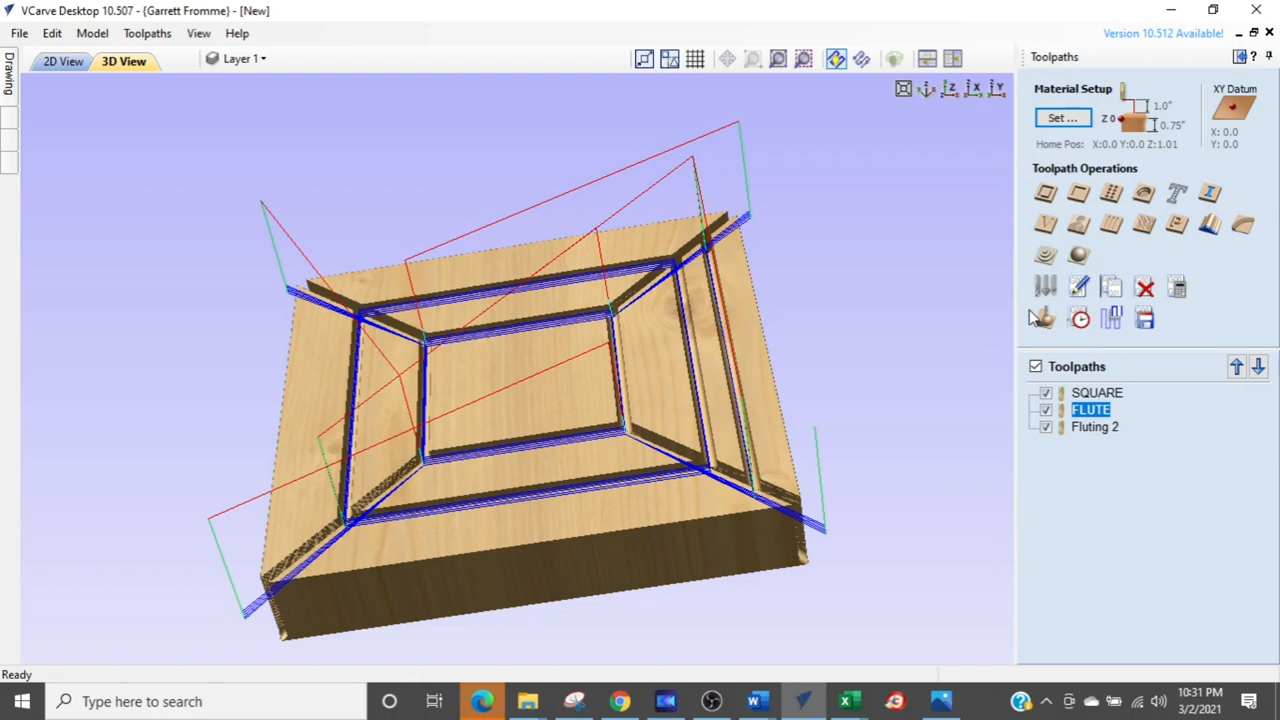 VCarve Desktop 10.507 - {Garrett Fromme} - [New]
File Edit Model Toolpaths View Help
Version 10.512 Available!
Drawing
2D View
3D View
Layer 1
Toolpaths
Material Setup
Set ...
Z 0
1.0"
0.75"
XY Datum
X: 0.0
Y: 0.0
Home Pos: X:0.0 Y:0.0 Z:1.01
Toolpath Operations
Toolpaths
SQUARE
FLUTE
Fluting 2
Ready
Type here to search
10:31 PM
3/2/2021